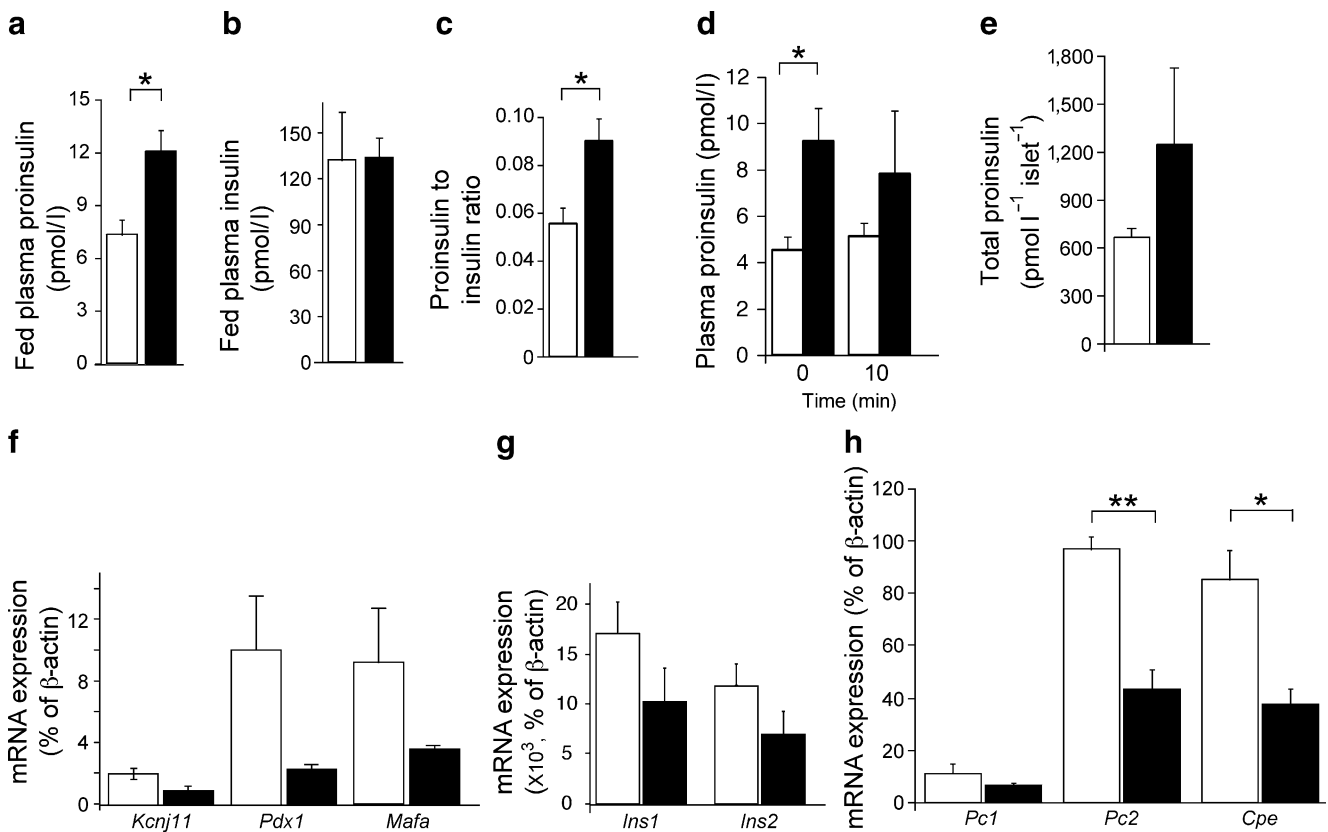 a
b
c
d
e
*
*
*
Fed plasma proinsulin
(pmol/l)
15
12
9
6
3
0
Fed plasma insulin
(pmol/l)
150
120
90
60
30
0
Proinsulin to
insulin ratio
0.10
0.08
0.06
0.04
0.02
0
Plasma proinsulin (pmol/l)
12
10
8
6
4
2
0
0 10
Time (min)
Total proinsulin
(pmol l⁻¹ islet⁻¹)
1,800
1,500
1,200
900
600
300
0
f
g
h
mRNA expression
(% of β-actin)
12
8
4
0
Kcnj11 Pdx1 Mafa
mRNA expression
(x10³, % of β-actin)
20
15
10
5
0
Ins1 Ins2
mRNA expression (% of β-actin)
120
100
80
60
40
20
0
**
*
Pc1 Pc2 Cpe